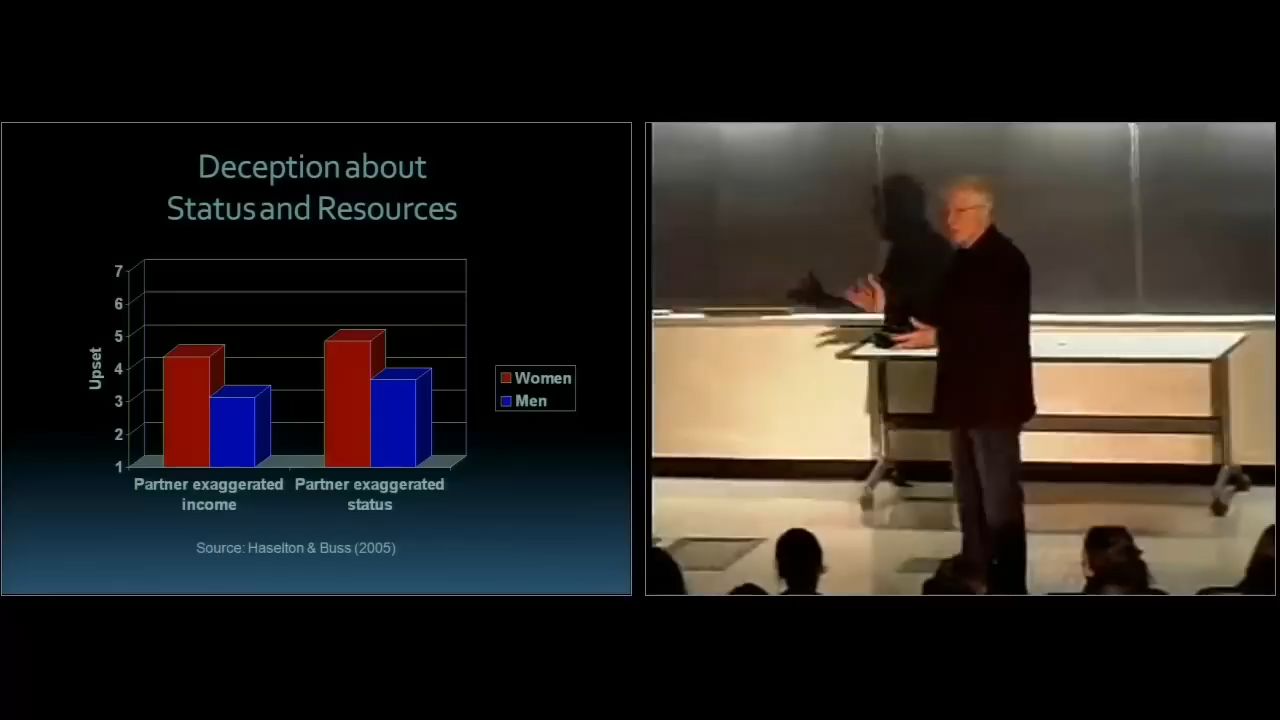 Deception about
Status and Resources
7
6
5
4
3
2
1
Upset
Women
Men
Partner exaggerated income
Partner exaggerated status
Source: Haselton & Buss (2005)